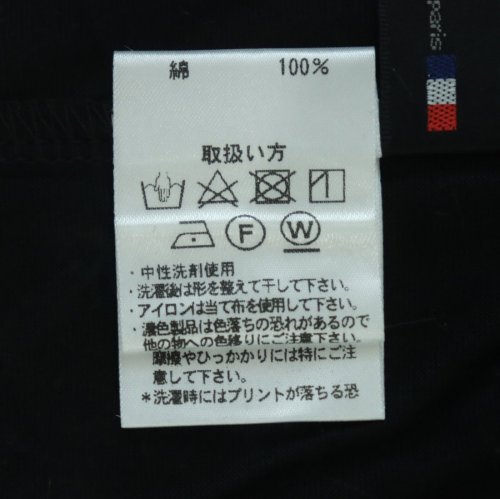 paris
綿 100%
取扱い方
F W
・中性洗剤使用
・洗濯後は形を整えて干して下さい。
・アイロンは当て布を使用して下さい。
・濃色製品は色落ちの恐れがあるので
他の物への色移りにご注意下さい。
摩擦やひっかかりには特にご注
意して下さい。
*洗濯時にはプリントが落ちる恐